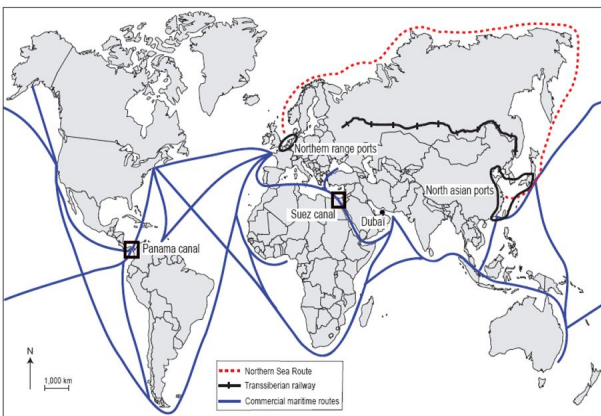 Northern range ports
North asian ports
Suez canal
Dubaï
Panama canal
N
1,000 km
Northern Sea Route
Transsiberian railway
Commercial maritime routes